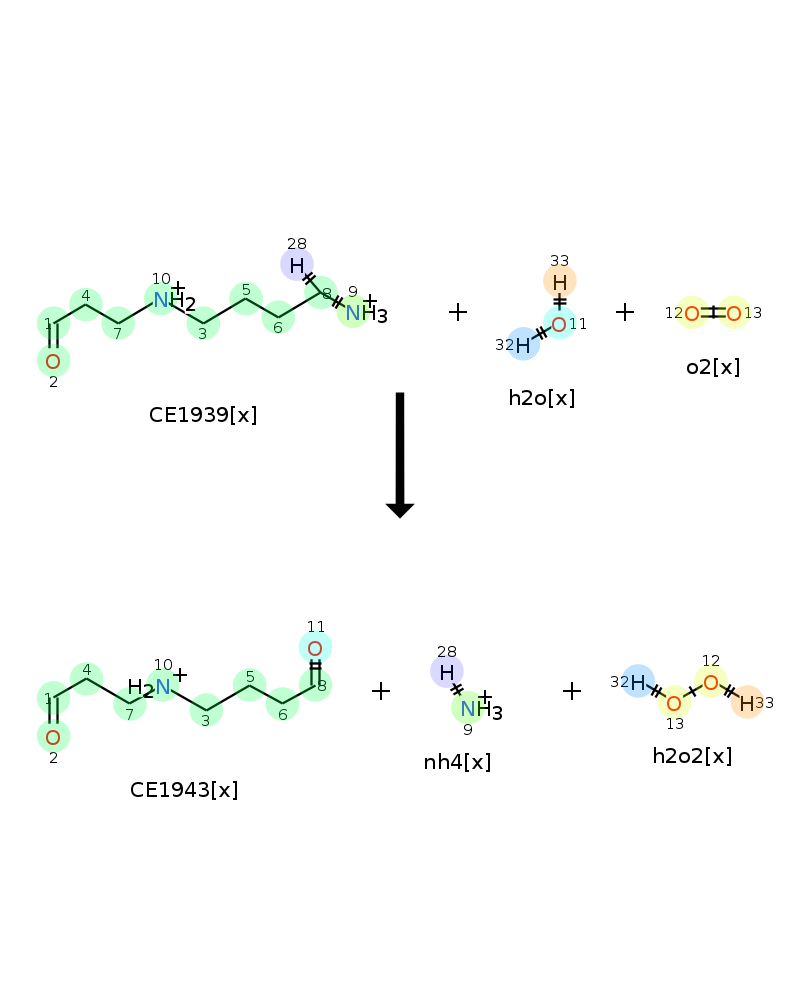 28
H
10
NH2
+
9
NH3
+
4
5
8
1
7
3
6
O
2
CE1939[x]
+
33
H
O 11
32 H
h2o[x]
+
12 O O 13
o2[x]
11
O
10
H2N
+
4
5
8
1
7
3
6
O
2
CE1943[x]
+
28
H
NH3
+
9
nh4[x]
+
12
32 H
O
O
H 33
13
h2o2[x]